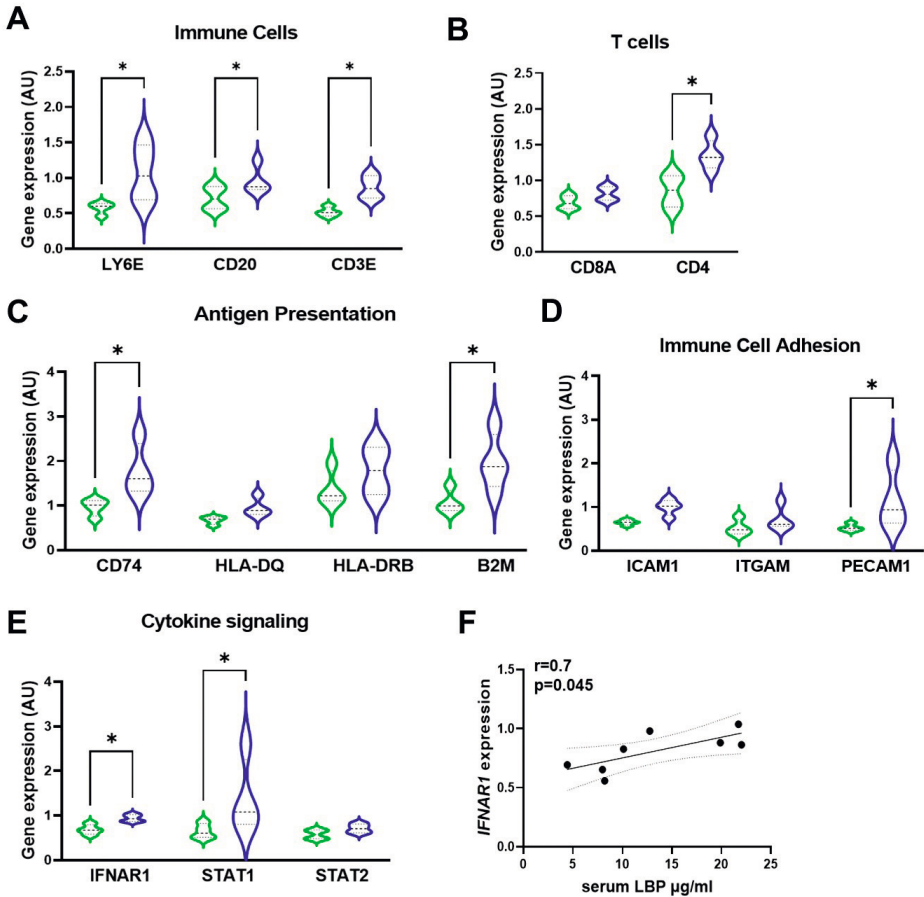 A
Immune Cells
Gene expression (AU)
2.5
2.0
1.5
1.0
0.5
0.0
*
*
*
LY6E CD20 CD3E
B
T cells
Gene expression (AU)
2.5
2.0
1.5
1.0
0.5
0.0
*
CD8A CD4
C
Antigen Presentation
Gene expression (AU)
4
3
2
1
0
*
*
CD74 HLA-DQ HLA-DRB B2M
D
Immune Cell Adhesion
Gene expression (AU)
4
3
2
1
0
*
ICAM1 ITGAM PECAM1
E
Cytokine signaling
Gene expression (AU)
4
3
2
1
0
*
*
IFNAR1 STAT1 STAT2
F
r=0.7
p=0.045
IFNAR1 expression
1.5
1.0
0.5
0.0
0 5 10 15 20 25
serum LBP µg/ml